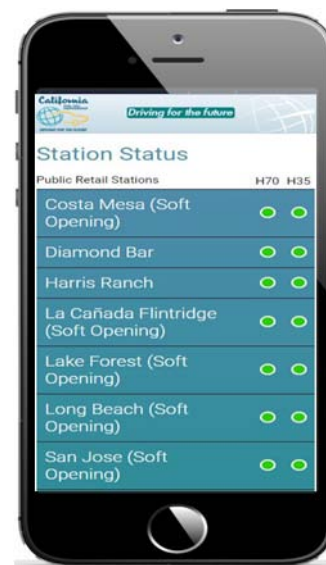 California
Driving for the future
Station Status
Public Retail Stations H70 H35
Costa Mesa (Soft
Opening)
Diamond Bar
Harris Ranch
La Cañada Flintridge
(Soft Opening)
Lake Forest (Soft
Opening)
Long Beach (Soft
Opening)
San Jose (Soft
Opening)